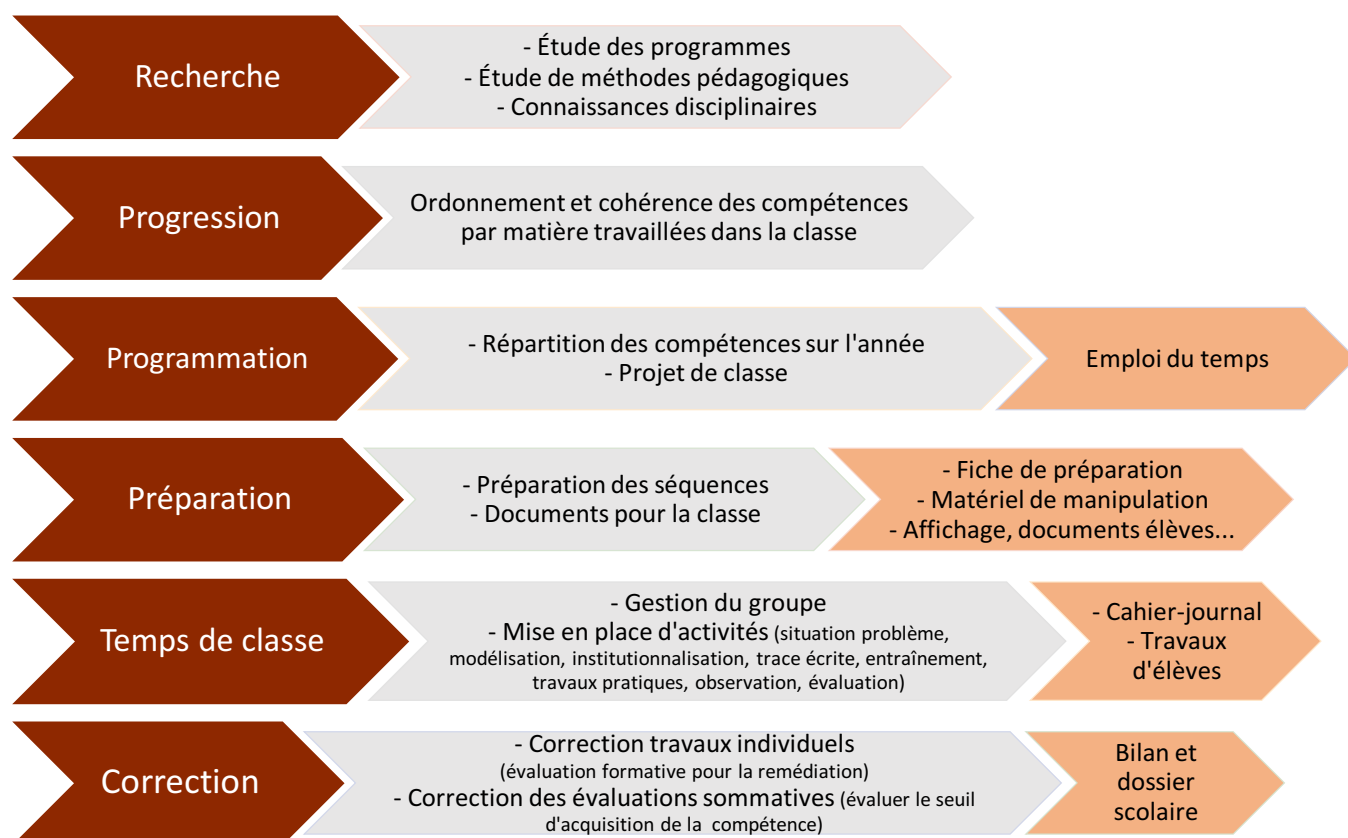 Recherche
- Étude des programmes
- Étude de méthodes pédagogiques
- Connaissances disciplinaires
Progression
Ordonnement et cohérence des compétences
par matière travaillées dans la classe
Programmation
- Répartition des compétences sur l'année
- Projet de classe
Emploi du temps
Préparation
- Préparation des séquences
- Documents pour la classe
- Fiche de préparation
- Matériel de manipulation
- Affichage, documents élèves...
Temps de classe
- Gestion du groupe
- Mise en place d'activités (situation problème,
modélisation, institutionnalisation, trace écrite, entraînement,
travaux pratiques, observation, évaluation)
- Cahier-journal
- Travaux
d'élèves
Correction
- Correction travaux individuels
(évaluation formative pour la remédiation)
- Correction des évaluations sommatives (évaluer le seuil
d'acquisition de la compétence)
Bilan et
dossier
scolaire